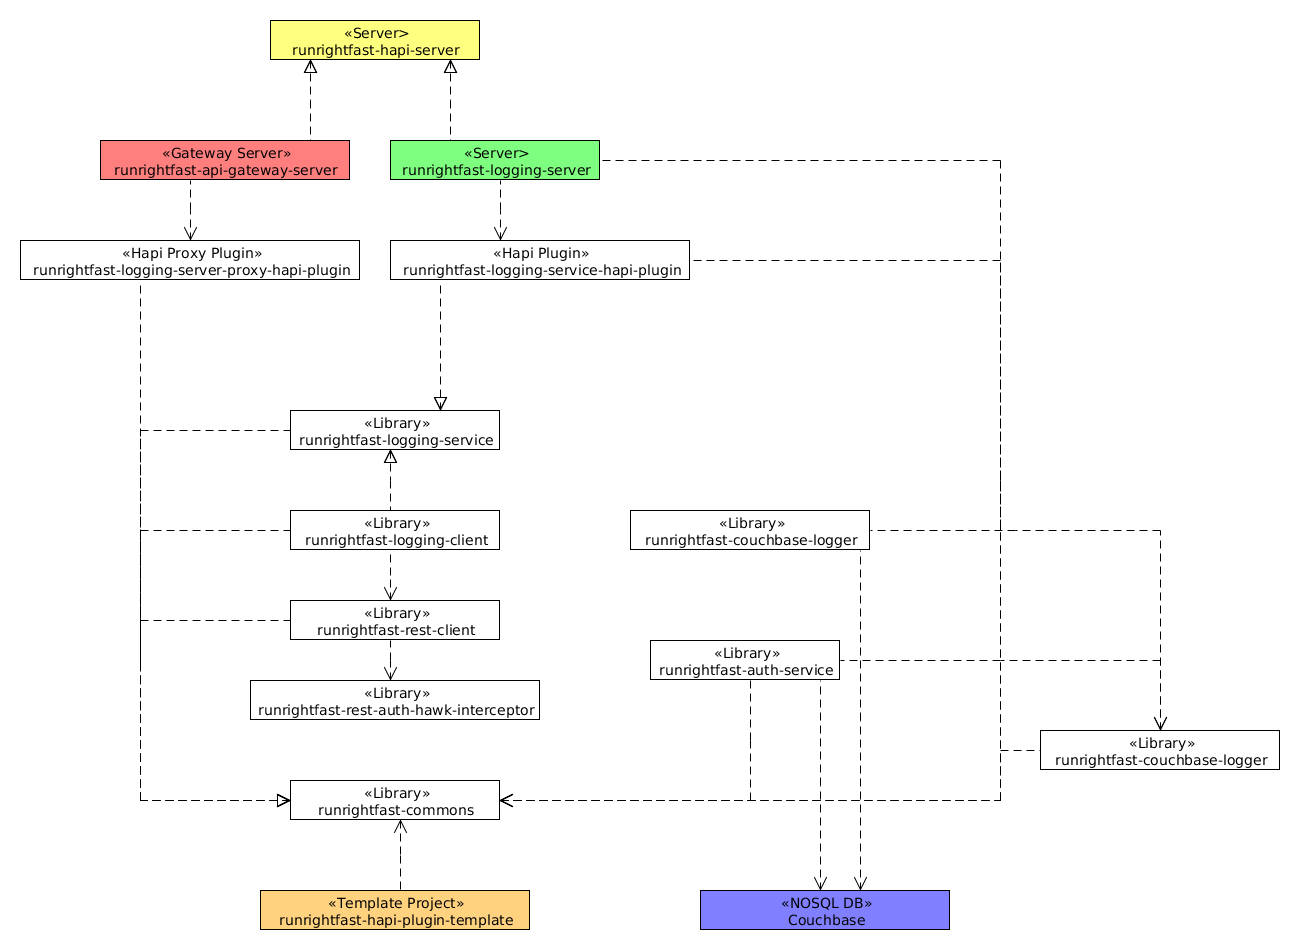 «Server>
runrightfast-hapi-server
«Gateway Server»
runrightfast-api-gateway-server
«Server>
runrightfast-logging-server
«Hapi Proxy Plugin»
runrightfast-logging-server-proxy-hapi-plugin
«Hapi Plugin»
runrightfast-logging-service-hapi-plugin
«Library»
runrightfast-logging-service
«Library»
runrightfast-logging-client
«Library»
runrightfast-couchbase-logger
«Library»
runrightfast-rest-client
«Library»
runrightfast-auth-service
«Library»
runrightfast-rest-auth-hawk-interceptor
«Library»
runrightfast-couchbase-logger
«Library»
runrightfast-commons
«Template Project»
runrightfast-hapi-plugin-template
«NOSQL DB»
Couchbase